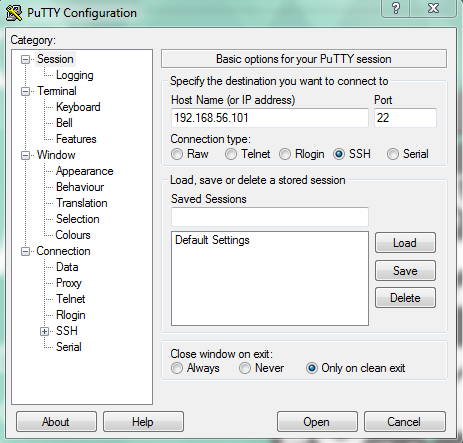 PuTTY Configuration
Category:
Session
Logging
Terminal
Keyboard
Bell
Features
Window
Appearance
Behaviour
Translation
Selection
Colours
Connection
Data
Proxy
Telnet
Rlogin
SSH
Serial
Basic options for your PuTTY session
Specify the destination you want to connect to
Host Name (or IP address) Port
192.168.56.101 22
Connection type:
Raw Telnet Rlogin SSH Serial
Load, save or delete a stored session
Saved Sessions
Default Settings
Load
Save
Delete
Close window on exit:
Always Never Only on clean exit
About Help Open Cancel